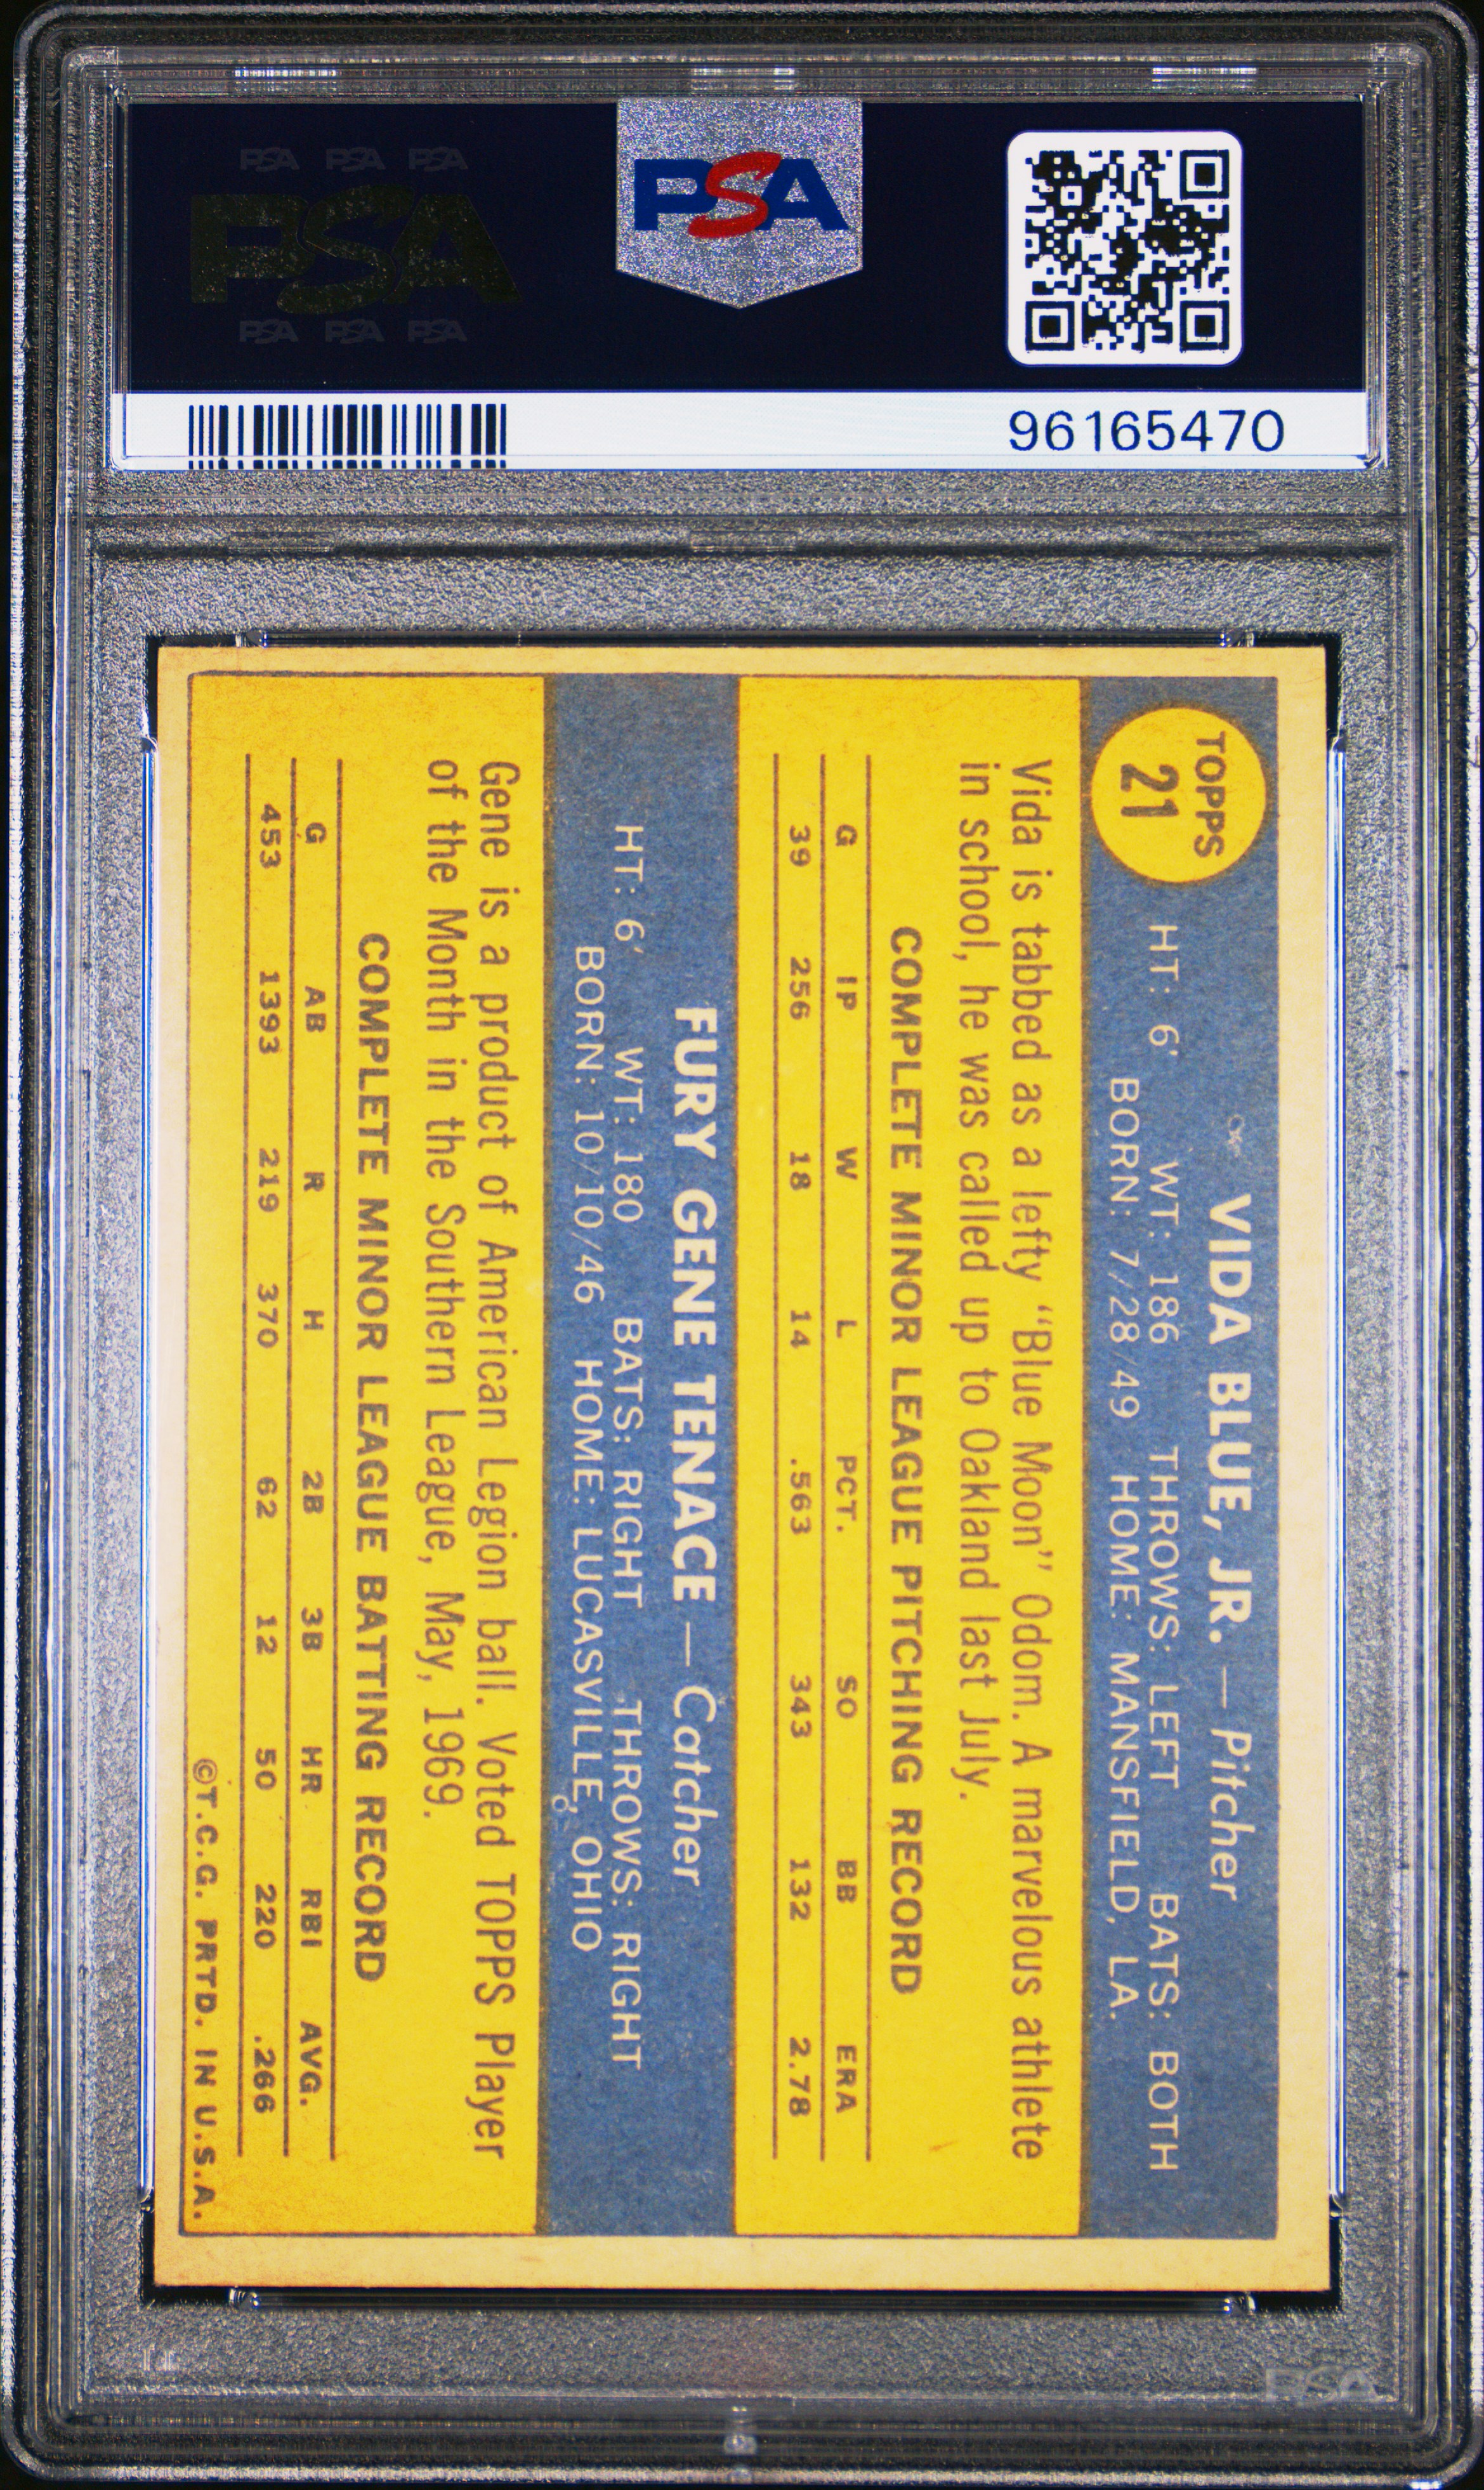 PSA PSA PSA
PSA
PSA PSA PSA
PSA
96165470
TOPPS
21
VIDA BLUE, JR. — Pitcher
HT: 6' WT: 186 THROWS: LEFT BATS: BOTH
BORN: 7/28/49 HOME: MANSFIELD, LA.
Vida is tabbed as a lefty “Blue Moon” Odom. A marvelous athlete
in school, he was called up to Oakland last July.
COMPLETE MINOR LEAGUE PITCHING RECORD
G IP W L PCT. SO BB ERA
39 256 18 14 .563 343 132 2.78
FURY GENE TENACE — Catcher
HT: 6' WT: 180 BATS: RIGHT THROWS: RIGHT
BORN: 10/10/46 HOME: LUCASVILLE, OHIO
Gene is a product of American Legion ball. Voted TOPPS Player
of the Month in the Southern League, May, 1969.
COMPLETE MINOR LEAGUE BATTING RECORD
G AB R H 2B 3B HR RBI AVG.
453 1393 219 370 62 12 50 220 .266
©T.C.G. PRTD. IN U.S.A.
PSA